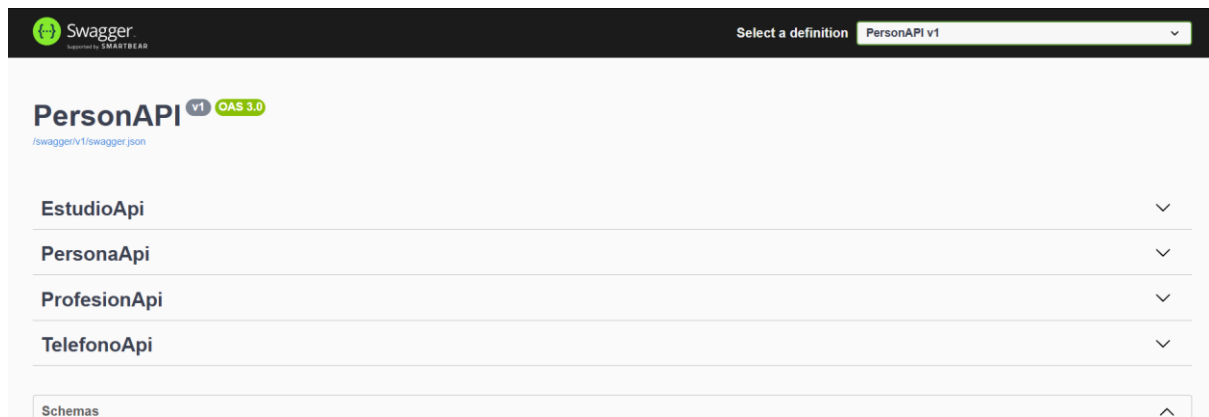 Swagger.
Supported by SMARTBEAR
Select a definition
PersonAPI v1
PersonAPI v1 OAS 3.0
/swagger/v1/swagger.json
EstudioApi
PersonaApi
ProfesionApi
TelefonoApi
Schemas